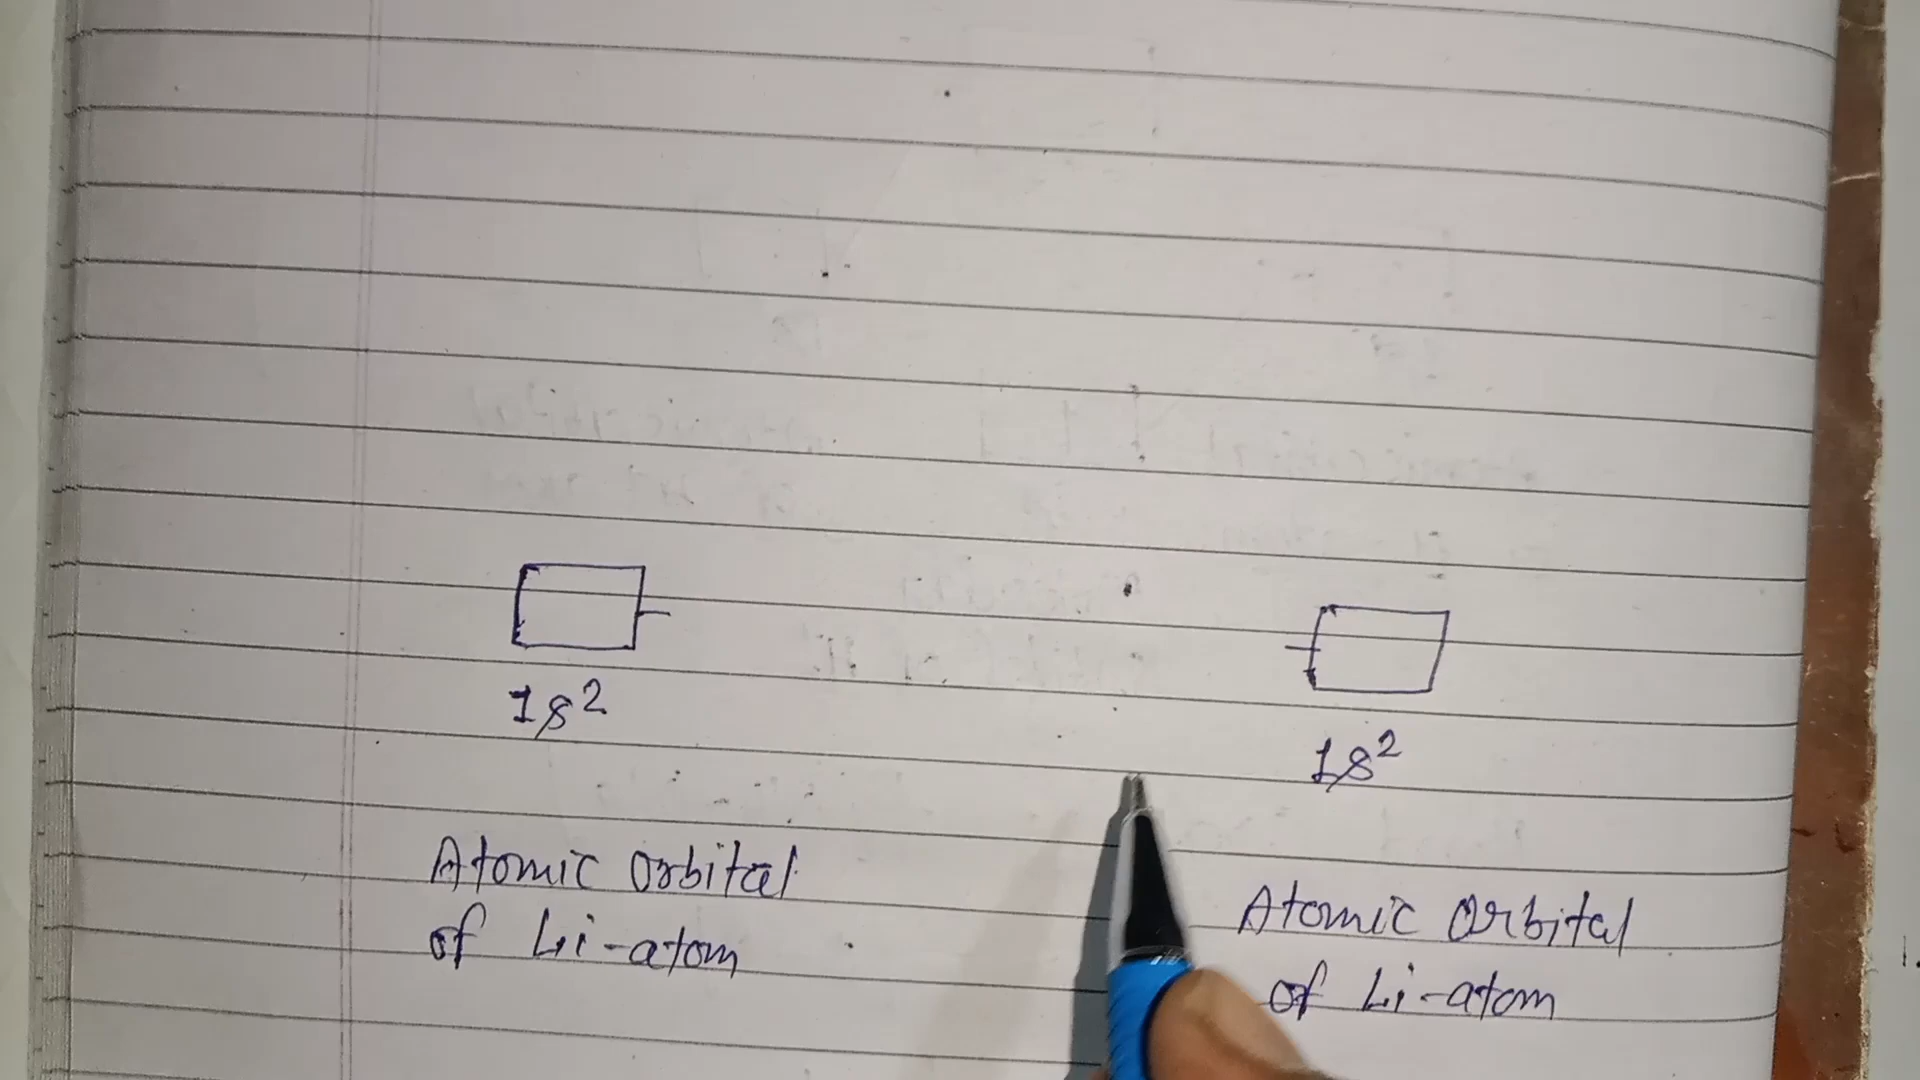 1s²
1s²
Atomic Orbital
of Li-atom
Atomic Orbital
of Li-atom